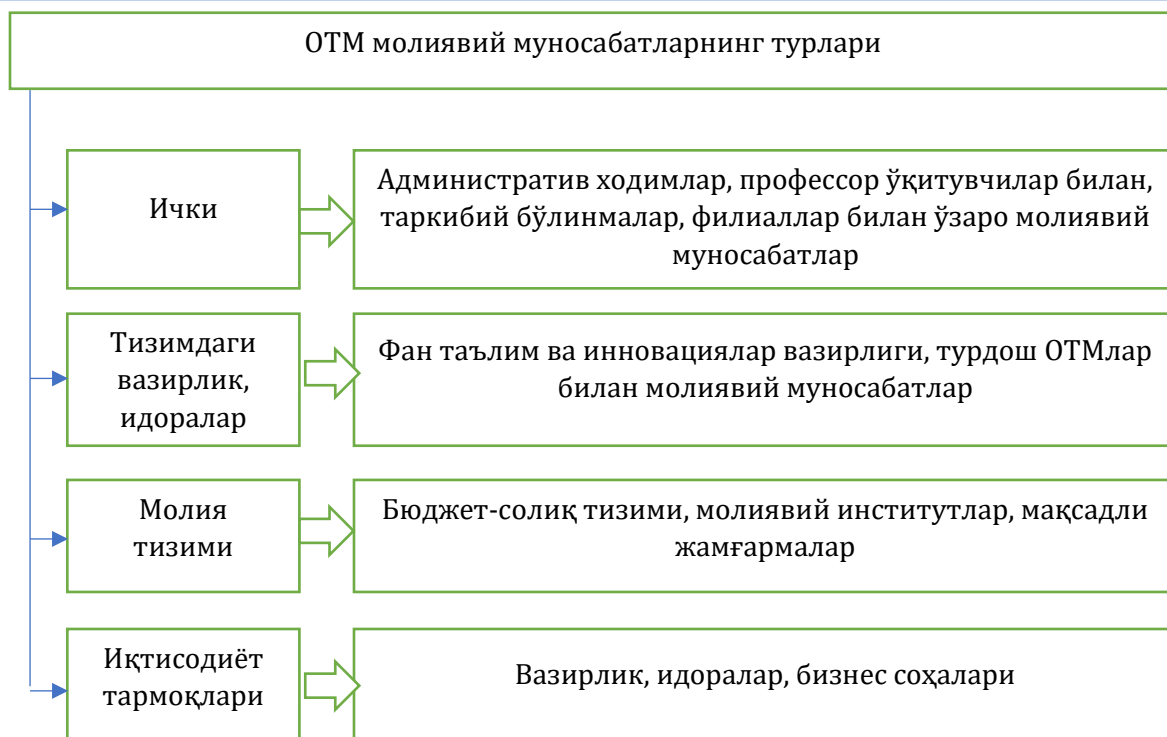 ОТМ молиявий муносабатларнинг турлари
Ички
Административ ходимлар, профессор ўқитувчилар билан,
таркибий бўлинмалар, филиаллар билан ўзаро молиявий
муносабатлар
Тизимдаги
вазирлик,
идоралар
Фан таълим ва инновациялар вазирлиги, турдош ОТМлар
билан молиявий муносабатлар
Молия
тизими
Бюджет-солиқ тизими, молиявий институтлар, мақсадли
жамғармалар
Иқтисодиёт
тармоқлари
Вазирлик, идоралар, бизнес соҳалари